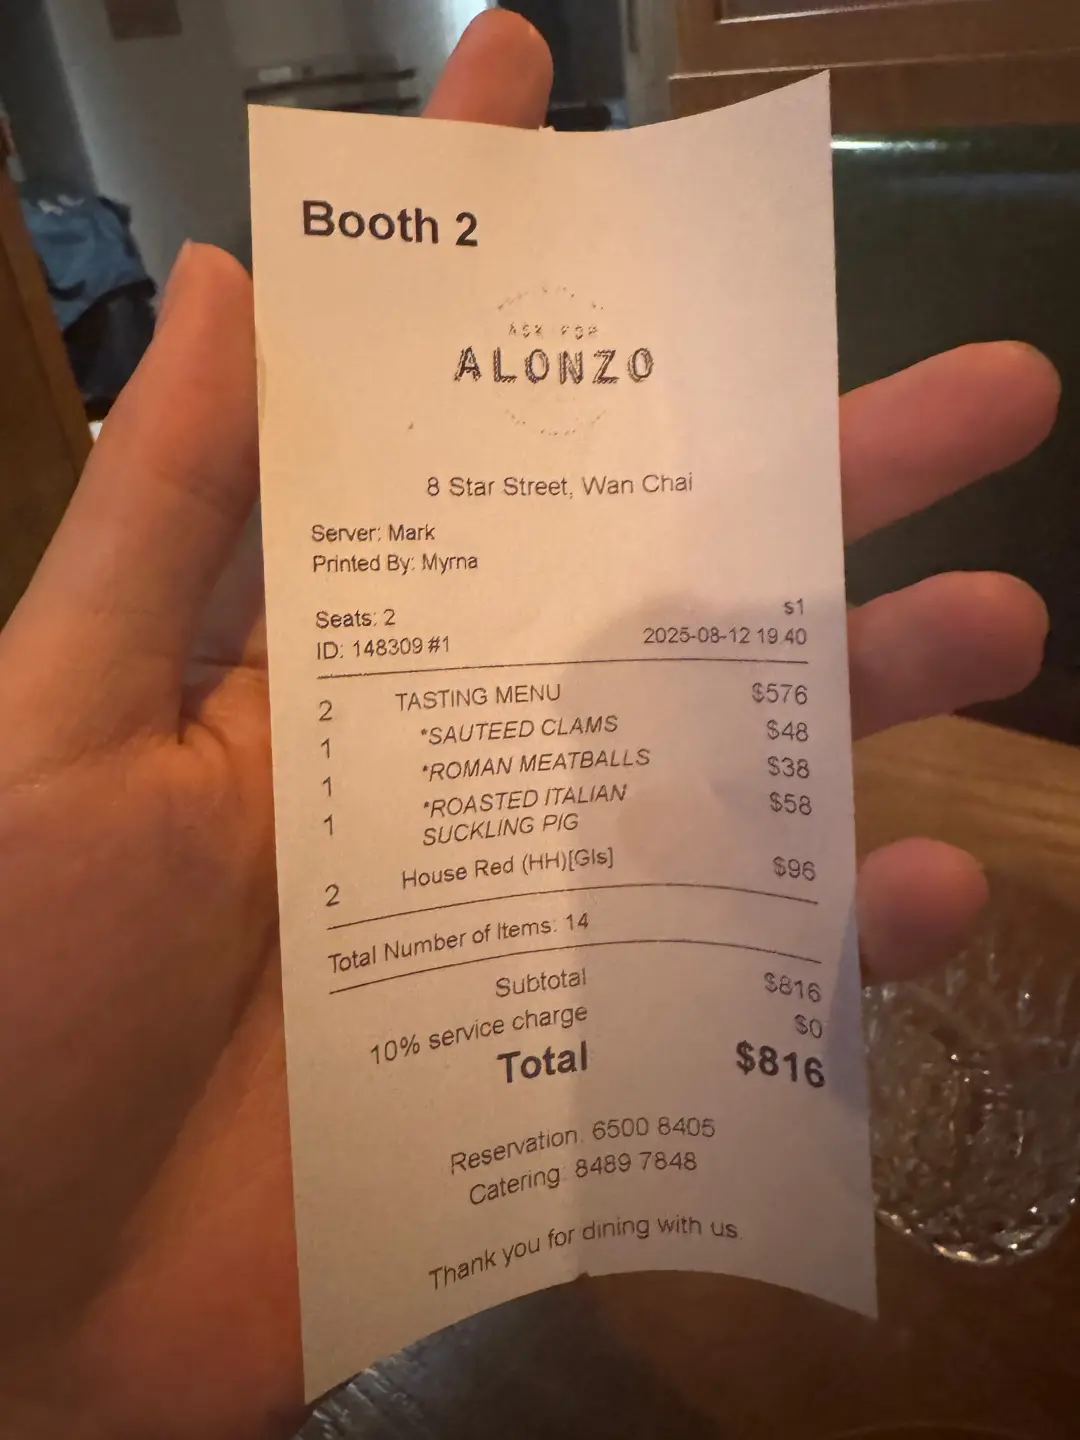 Booth 2
ASK FOR
ALONZO
8 Star Street, Wan Chai
Server: Mark
Printed By: Myrna
Seats: 2 s1
ID: 148309 #1 2025-08-12 19:40
2 TASTING MENU $576
1 *SAUTEED CLAMS $48
1 *ROMAN MEATBALLS $38
1 *ROASTED ITALIAN $58
SUCKLING PIG
2 House Red (HH)[Gls] $96
Total Number of Items: 14
Subtotal $816
10% service charge $0
Total $816
Reservation: 6500 8405
Catering: 8489 7848
Thank you for dining with us.